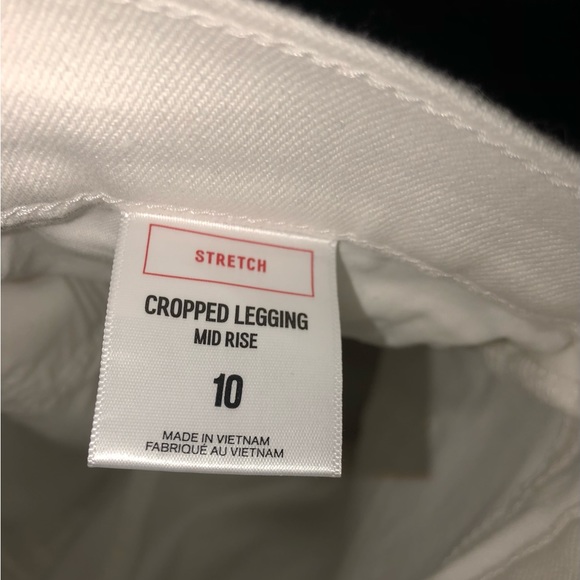 STRETCH
CROPPED LEGGING
MID RISE
10
MADE IN VIETNAM
FABRIQUÉ AU VIETNAM